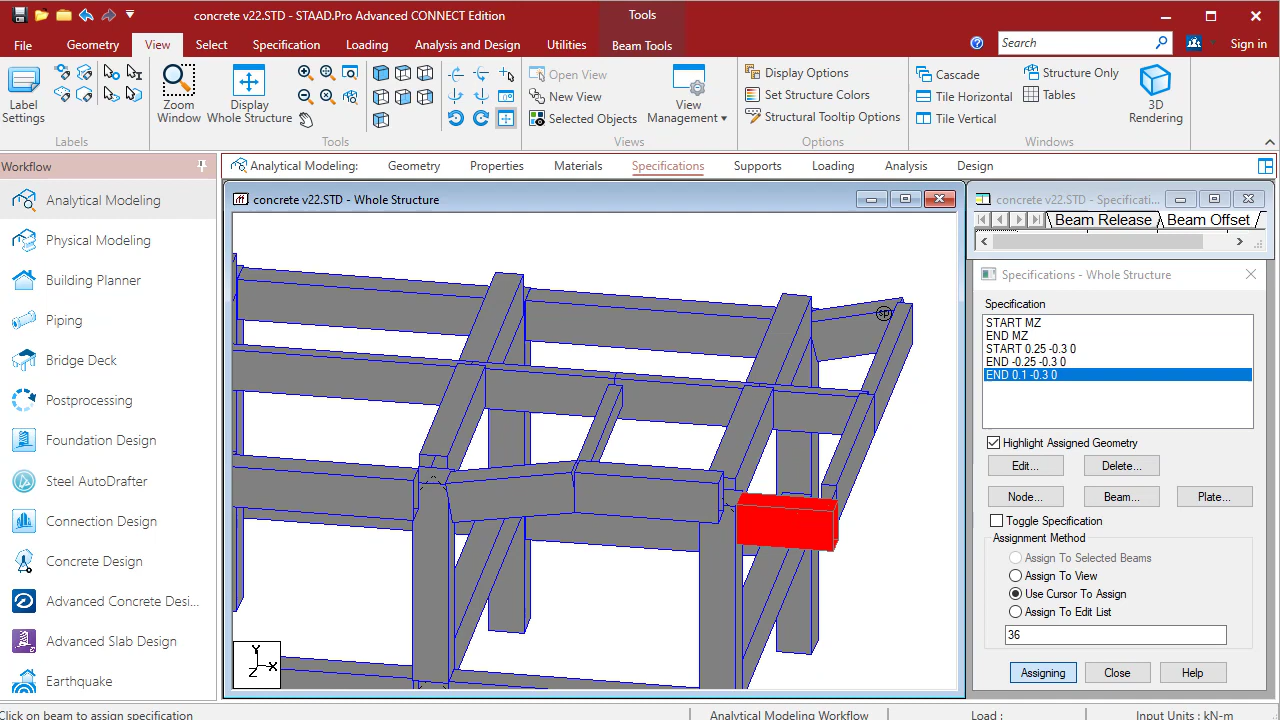 concrete v22.STD - STAAD.Pro Advanced CONNECT Edition
Tools
File
Geometry
View
Select
Specification
Loading
Analysis and Design
Utilities
Beam Tools
Search
Sign in
Label
Settings
Zoom
Window
Display
Whole Structure
Open View
New View
Selected Objects
View
Management
Display Options
Set Structure Colors
Structural Tooltip Options
Cascade
Tile Horizontal
Tile Vertical
Structure Only
Tables
3D
Rendering
Labels
Tools
Views
Options
Windows
Workflow
Analytical Modeling:
Geometry
Properties
Materials
Specifications
Supports
Loading
Analysis
Design
Analytical Modeling
Physical Modeling
Building Planner
Piping
Bridge Deck
Postprocessing
Foundation Design
Steel AutoDrafter
Connection Design
Concrete Design
Advanced Concrete Desi...
Advanced Slab Design
Earthquake
concrete v22.STD - Whole Structure
sp
Y
X
Z
concrete v22.STD - Specificati...
Beam Release
Beam Offset
Specifications - Whole Structure
Specification
START MZ
END MZ
START 0.25 -0.3 0
END -0.25 -0.3 0
END 0.1 -0.3 0
Highlight Assigned Geometry
Edit...
Delete...
Node...
Beam...
Plate...
Toggle Specification
Assignment Method
Assign To Selected Beams
Assign To View
Use Cursor To Assign
Assign To Edit List
36
Assigning
Close
Help
Click on beam to assign specification
Analytical Modeling Workflow
Load :
Input Units : kN-m